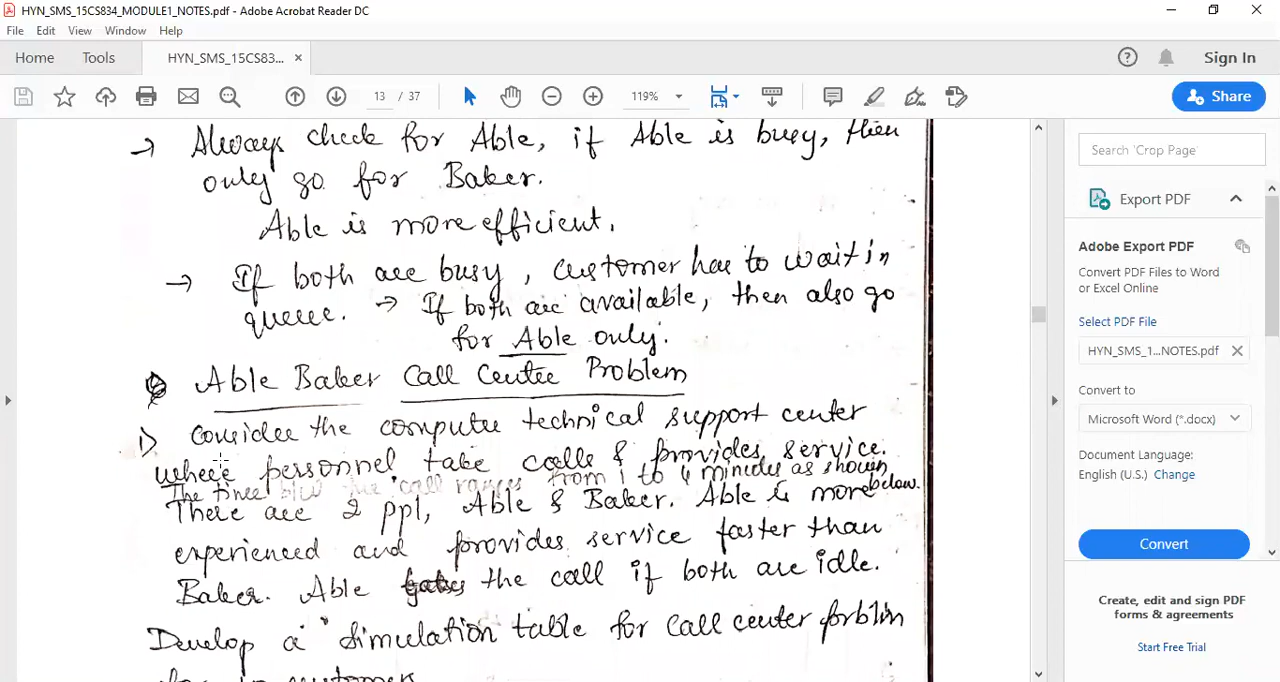 HYN_SMS_15CS834_MODULE1_NOTES.pdf - Adobe Acrobat Reader DC
File Edit View Window Help
Home Tools HYN_SMS_15CS83... ×
Sign In
13 / 37
119%
Share
Always check for Able, if Able is busy, then
only go for Baker.
Able is more efficient.
→ If both are busy, customer has to wait in
queue. → If both are available, then also go
for Able only.
Able Baker Call Center Problem
1) Consider the computer technical support center
where personnel take calls & provides service.
The time b/w the call ranges from 1 to 4 minutes as shown
below.
There are 2 ppl, Able & Baker. Able is more
experienced and provides service faster than
Baker. Able takes the call if both are idle.
Develop a simulation table for call center
Search 'Crop Page'
Export PDF
Adobe Export PDF
Convert PDF Files to Word
or Excel Online
Select PDF File
HYN_SMS_1...NOTES.pdf
Convert to
Microsoft Word (*.docx)
Document Language:
English (U.S.) Change
Convert
Create, edit and sign PDF
forms & agreements
Start Free Trial